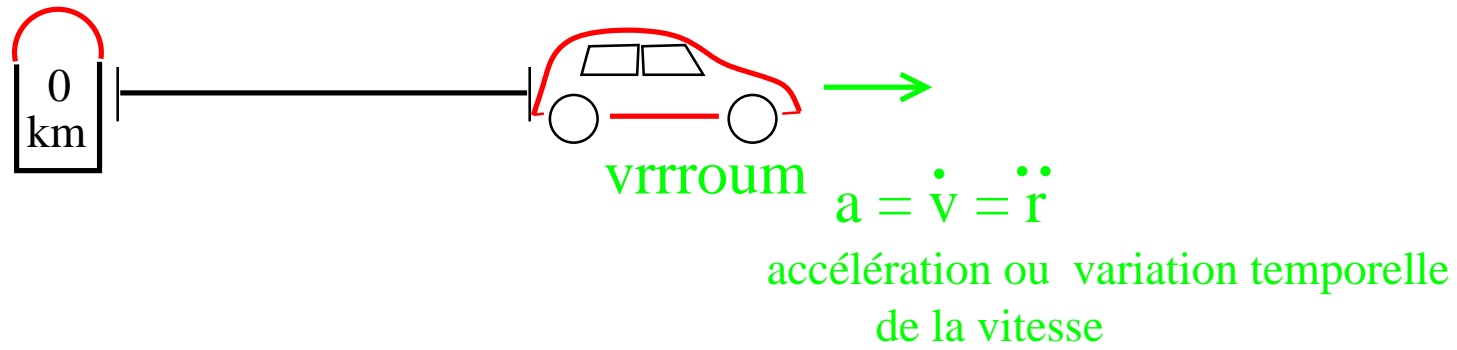 0
km
vrrroum
a = v̇ = r̈
accélération ou variation temporelle
de la vitesse